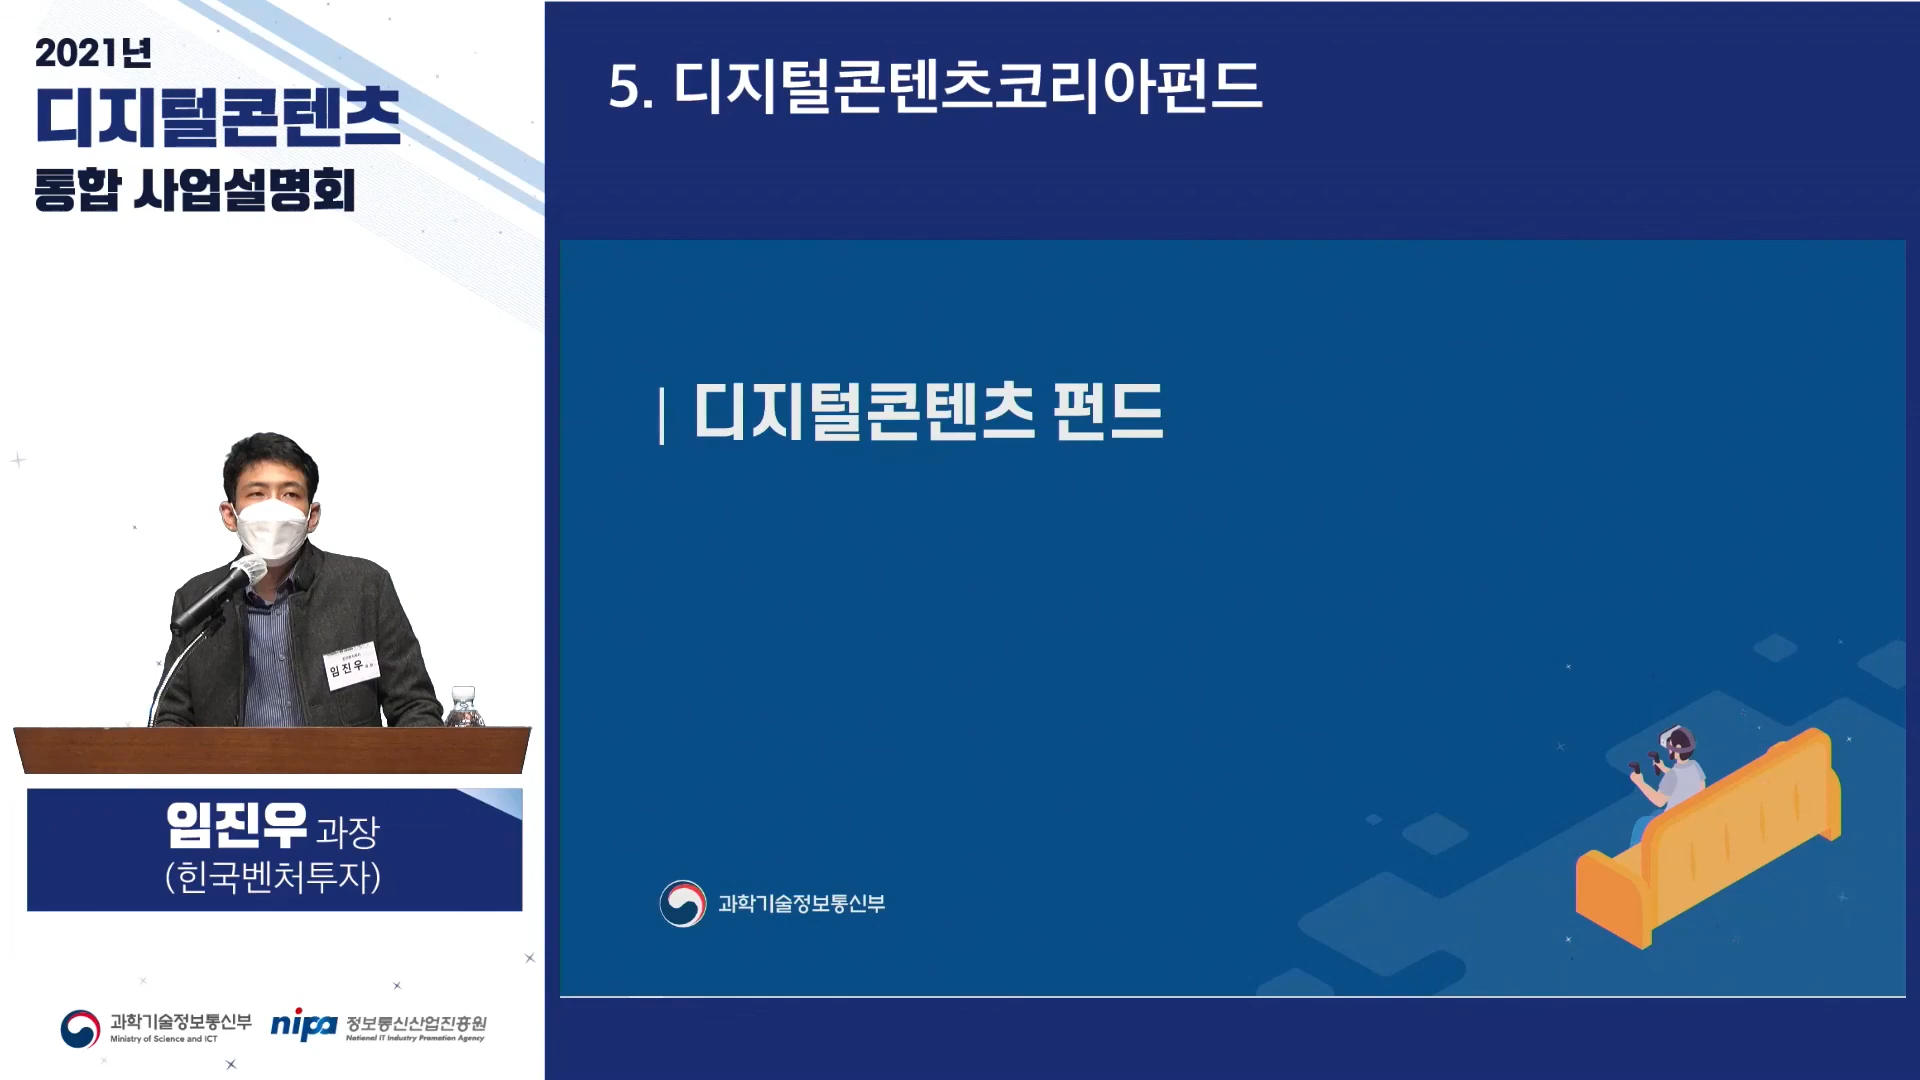 2021년
디지털콘텐츠
통합 사업설명회
5. 디지털콘텐츠코리아펀드
디지털콘텐츠 펀드
과학기술정보통신부
임진우
임진우 과장
(힌국벤처투자)
과학기술정보통신부
Ministry of Science and ICT
nipa 정보통신산업진흥원
National IT Industry Promotion Agency